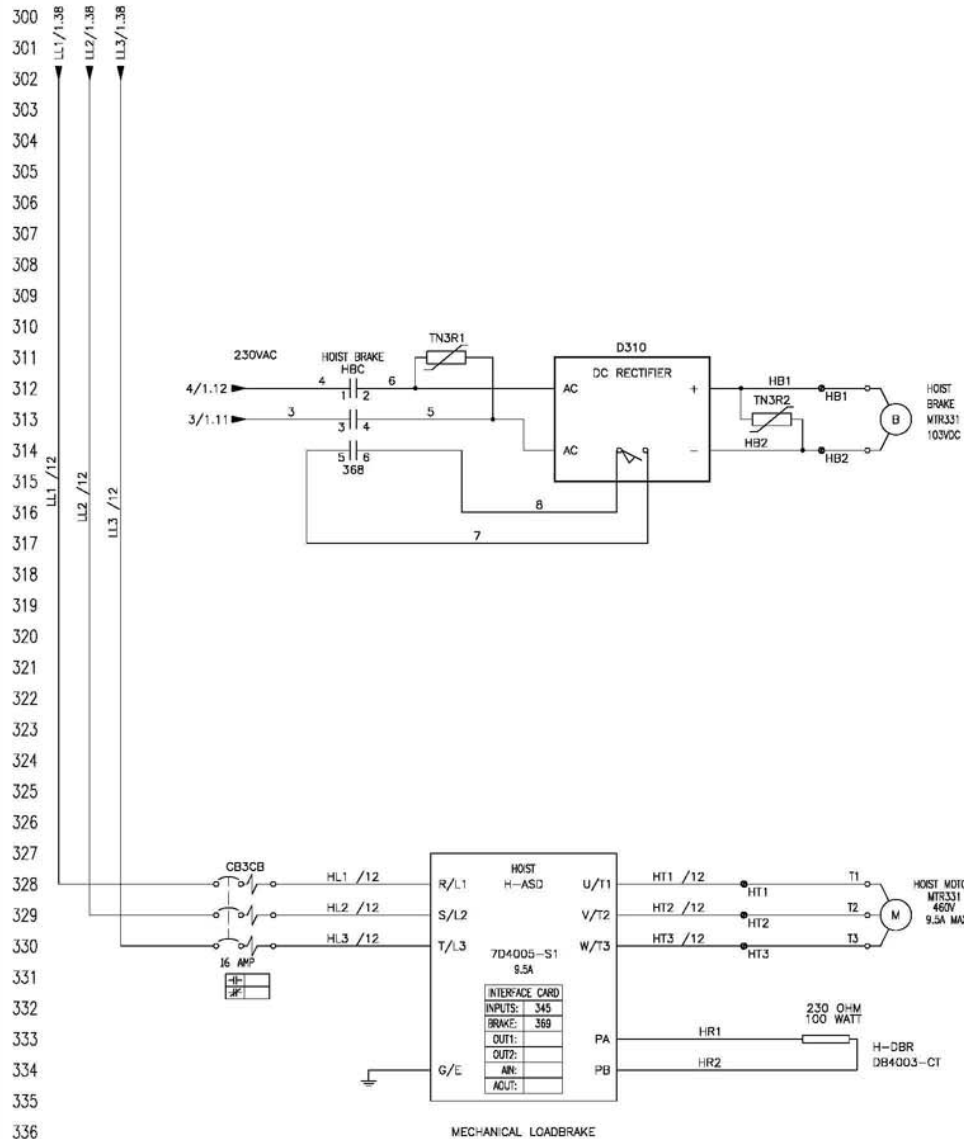 300 LL1/1.38 LL2/1.38 LL3/1.38
301
302
303
304
305
306
307
308
309
310
TN3R1 D310
311 230VAC HOIST BRAKE DC RECTIFIER
HBC
312 4/1.12 4 1 2 6 AC + HB1 HB1 HOIST
BRAKE
313 3/1.11 3 3 4 5 TN3R2 B MTR331
103VDC
314 5 6 AC - HB2 HB2
368
315 LL1 /12 LL2 /12 LL3 /12
316 8
317 7
318
319
320
321
322
323
324
325
326
327
CB3CB HOIST
328 HL1 /12 R/L1 H-ASD U/T1 HT1 /12 HT1 T1 HOIST MOTO
MTR331
329 HL2 /12 S/L2 V/T2 HT2 /12 HT2 T2 M 460V
9.5A MAX
330 HL3 /12 T/L3 7D4005-S1 W/T3 HT3 /12 HT3 T3
16 AMP 9.5A
331
INTERFACE CARD
332 INPUTS: 345 230 OHM
BRAKE: 369 100 WATT
333 OUT1: PA HR1 H-DBR
OUT2: DB4003-CT
334 G/E AIN: PB HR2
AOUT:
335
336 MECHANICAL LOADBRAKE